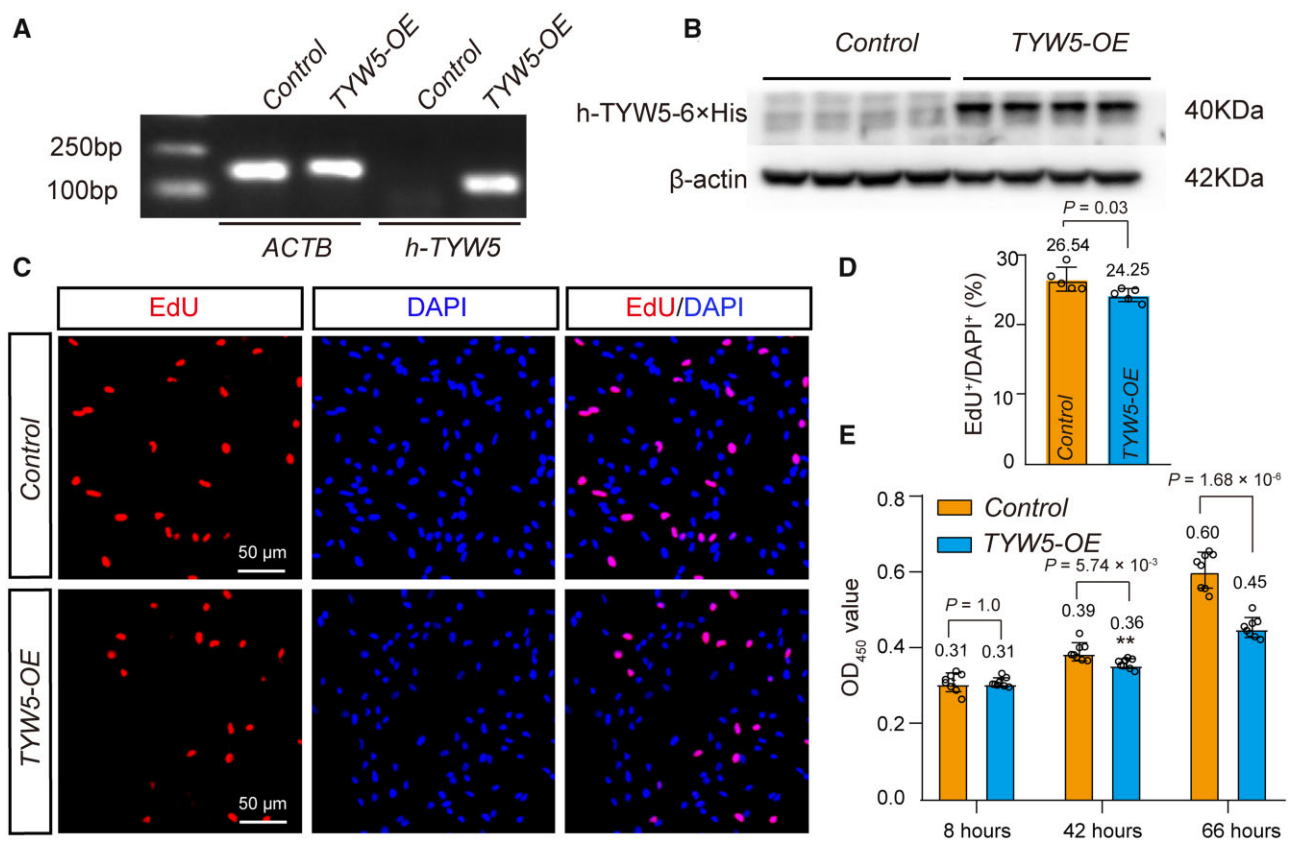 A
Control
TYW5-OE
Control
TYW5-OE
250bp
100bp
ACTB
h-TYW5
B
Control
TYW5-OE
h-TYW5-6×His
40KDa
β-actin
42KDa
C
EdU
DAPI
EdU/DAPI
Control
50 μm
TYW5-OE
50 μm
D
P = 0.03
26.54
24.25
30
20
10
0
EdU⁺/DAPI⁺ (%)
Control
TYW5-OE
E
Control
TYW5-OE
P = 1.68 × 10⁻⁶
P = 5.74 × 10⁻³
P = 1.0
0.31
0.31
0.39
0.36
**
0.60
0.45
0.8
0.6
0.4
0.2
0.0
OD₄₅₀ value
8 hours
42 hours
66 hours